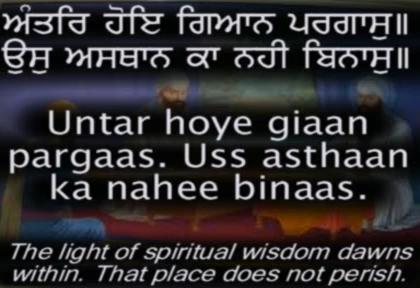 ਅੰਤਰਿ ਹੋਇ ਗਿਆਨ ਪਰਗਾਸੁ॥
ਉਸੁ ਅਸਥਾਨ ਕਾ ਨਹੀ ਬਿਨਾਸੁ॥
Untar hoye giaan
pargaas. Uss asthaan
ka nahee binaas.
The light of spiritual wisdom dawns
within. That place does not perish.